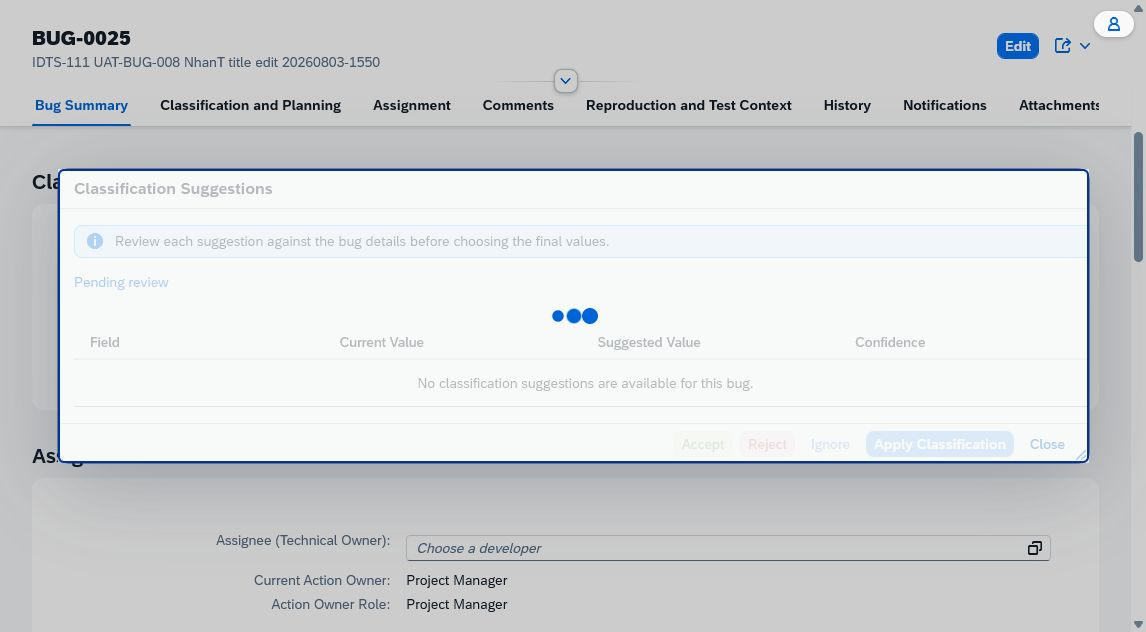 BUG-0025
IDTS-111 UAT-BUG-008 NhanT title edit 20260803-1550
Edit
Bug Summary Classification and Planning Assignment Comments Reproduction and Test Context History Notifications Attachments
Cla
Classification Suggestions
Review each suggestion against the bug details before choosing the final values.
Pending review
Field Current Value Suggested Value Confidence
No classification suggestions are available for this bug.
Accept Reject Ignore Apply Classification Close
Assig
Assignee (Technical Owner): Choose a developer
Current Action Owner: Project Manager
Action Owner Role: Project Manager